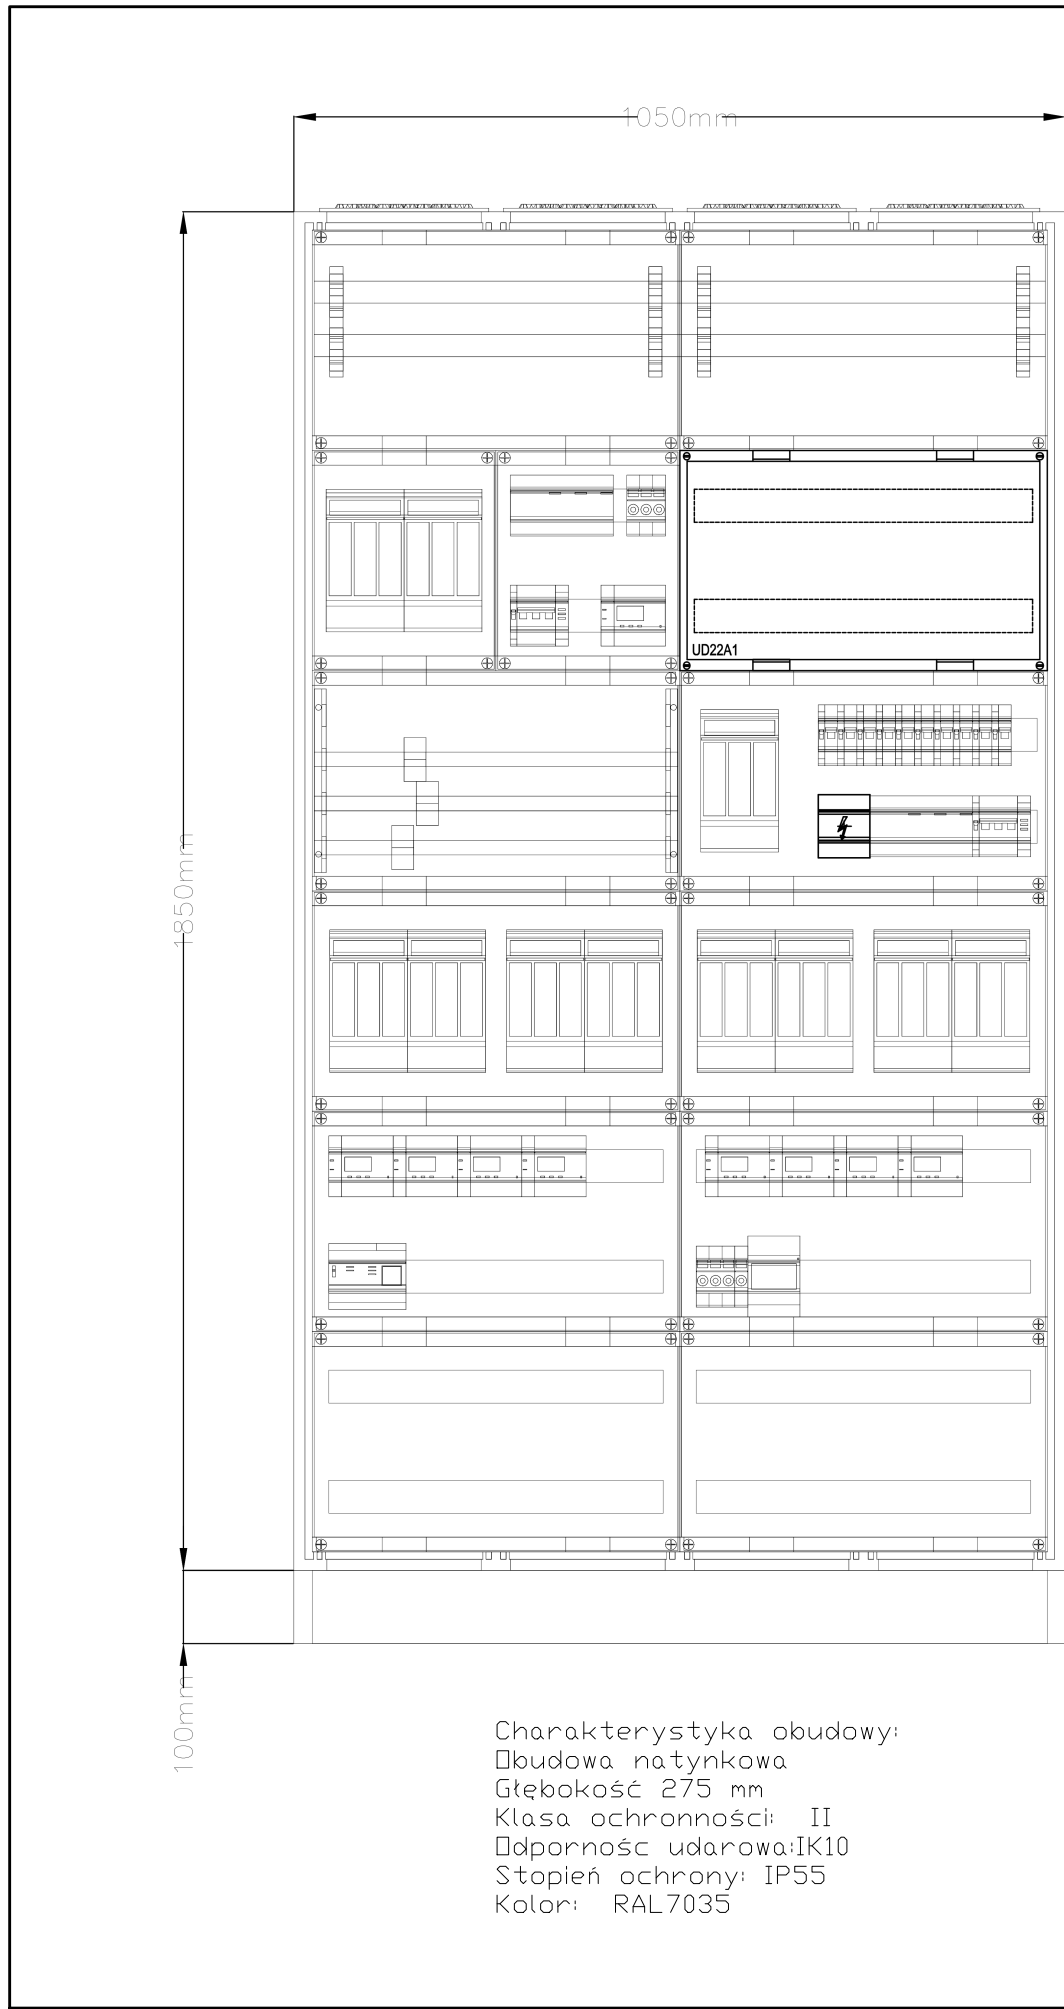 1050mm
UD22A1
1850mm
100mm
Charakterystyka obudowy:
Obudowa natynkowa
Głębokość 275 mm
Klasa ochronności: II
Odpornośc udarowa:IK10
Stopień ochrony: IP55
Kolor: RAL7035